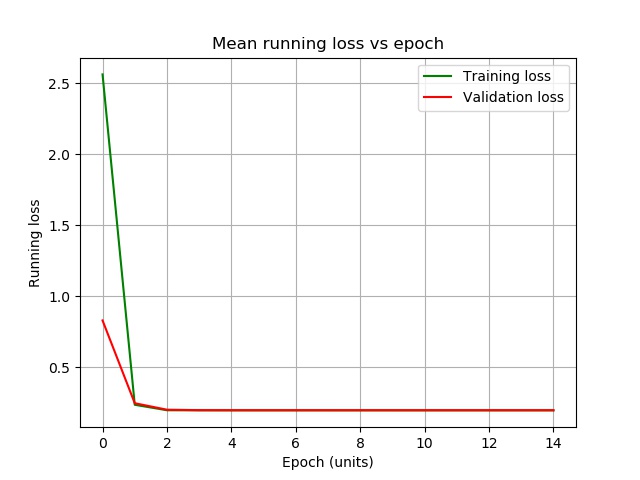 Mean running loss vs epoch
Training loss
Validation loss
Running loss
2.5
2.0
1.5
1.0
0.5
0 2 4 6 8 10 12 14
Epoch (units)